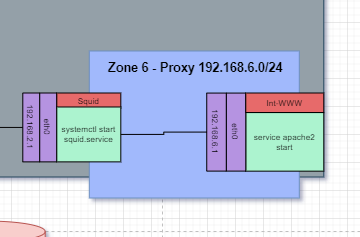 Zone 6 - Proxy 192.168.6.0/24
192.168.2.1
eth0
Squid
systemctl start
squid.service
192.168.6.1
eth0
Int-WWW
service apache2
start